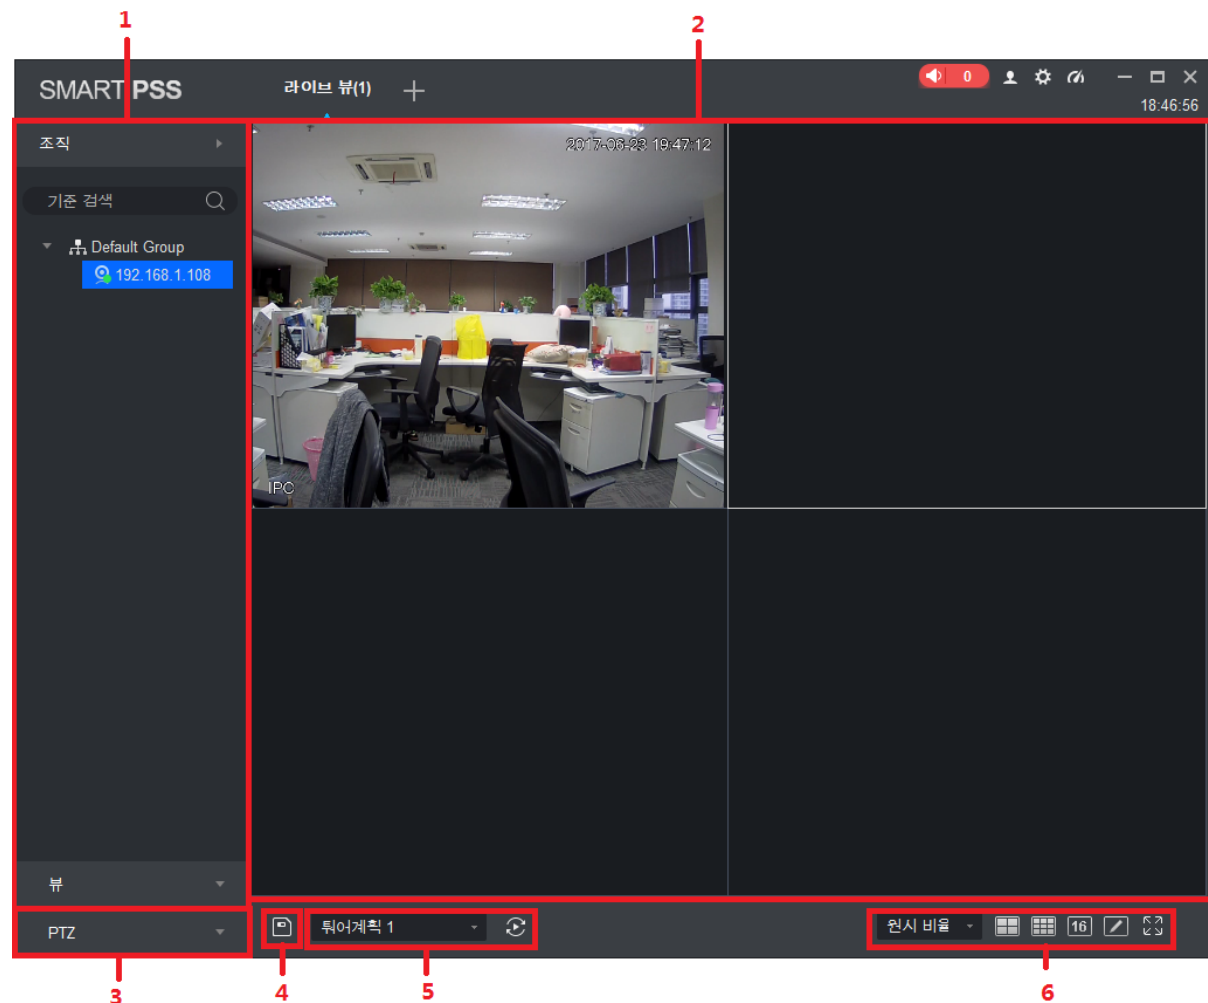 1
2
SMART PSS
라이브 뷰(1)
0
18:46:56
조직
2017-06-23 19:47:12
기준 검색
Default Group
192.168.1.108
IPC
뷰
PTZ
튀어계획 1
원시 비율
16
3
4
5
6